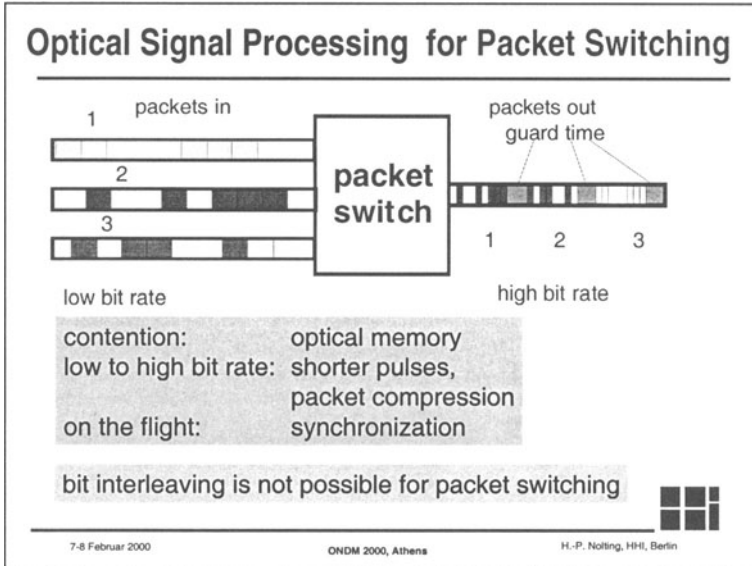 Optical Signal Processing for Packet Switching
packets in
packets out
guard time
1
2
3
packet
switch
1 2 3
low bit rate
high bit rate
contention: optical memory
low to high bit rate: shorter pulses,
packet compression
on the flight: synchronization
bit interleaving is not possible for packet switching
7-8 Februar 2000
ONDM 2000, Athens
H.-P. Nolting, HHI, Berlin